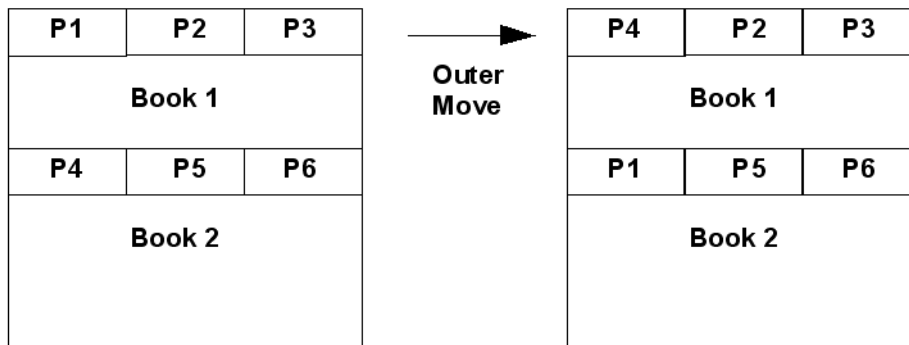 P1 P2 P3
Book 1
P4 P5 P6
Book 2
Outer
Move
P4 P2 P3
Book 1
P1 P5 P6
Book 2